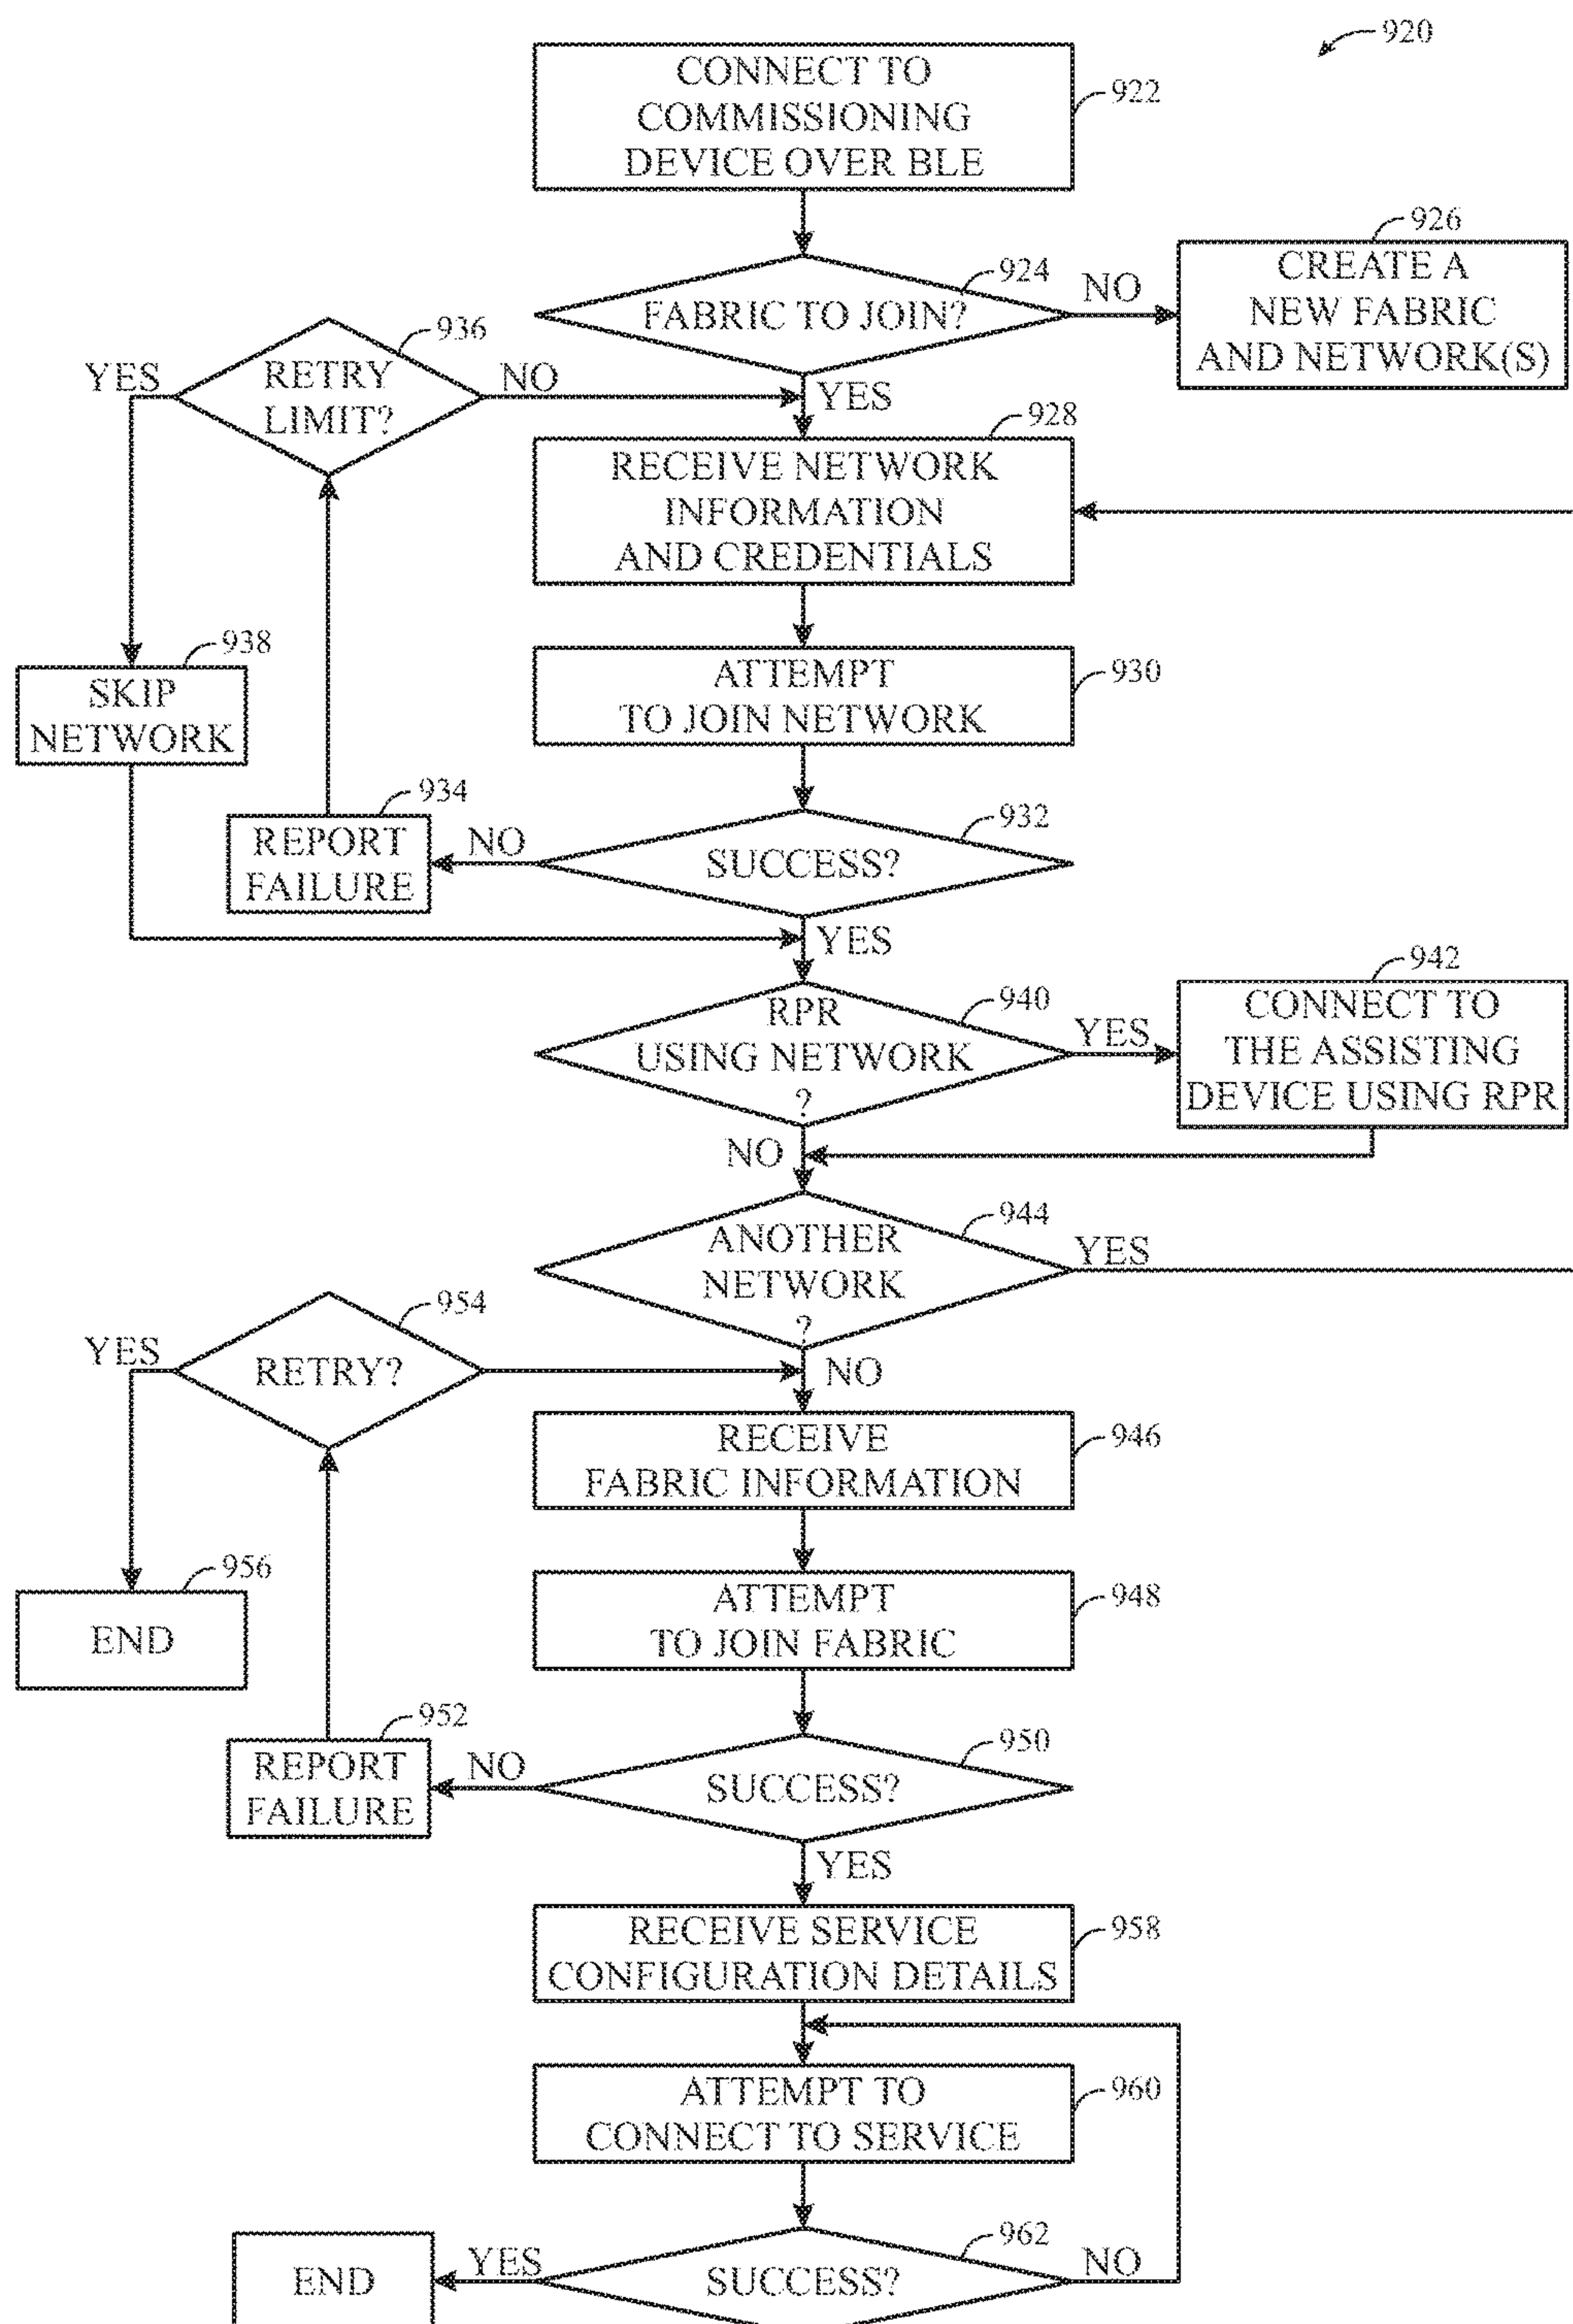 920
CONNECT TO
COMMISSIONING
DEVICE OVER BLE
922
924
FABRIC TO JOIN?
NO
926
CREATE A
NEW FABRIC
AND NETWORK(S)
YES
936
RETRY
LIMIT?
YES
NO
928
RECEIVE NETWORK
INFORMATION
AND CREDENTIALS
938
SKIP
NETWORK
ATTEMPT
TO JOIN NETWORK
930
934
REPORT
FAILURE
NO
932
SUCCESS?
YES
940
RPR
USING NETWORK
?
YES
942
CONNECT TO
THE ASSISTING
DEVICE USING RPR
NO
944
ANOTHER
NETWORK
?
YES
954
YES
RETRY?
NO
RECEIVE
FABRIC INFORMATION
946
956
END
ATTEMPT
TO JOIN FABRIC
948
952
REPORT
FAILURE
NO
950
SUCCESS?
YES
RECEIVE SERVICE
CONFIGURATION DETAILS
958
ATTEMPT TO
CONNECT TO SERVICE
960
962
END
YES
SUCCESS?
NO